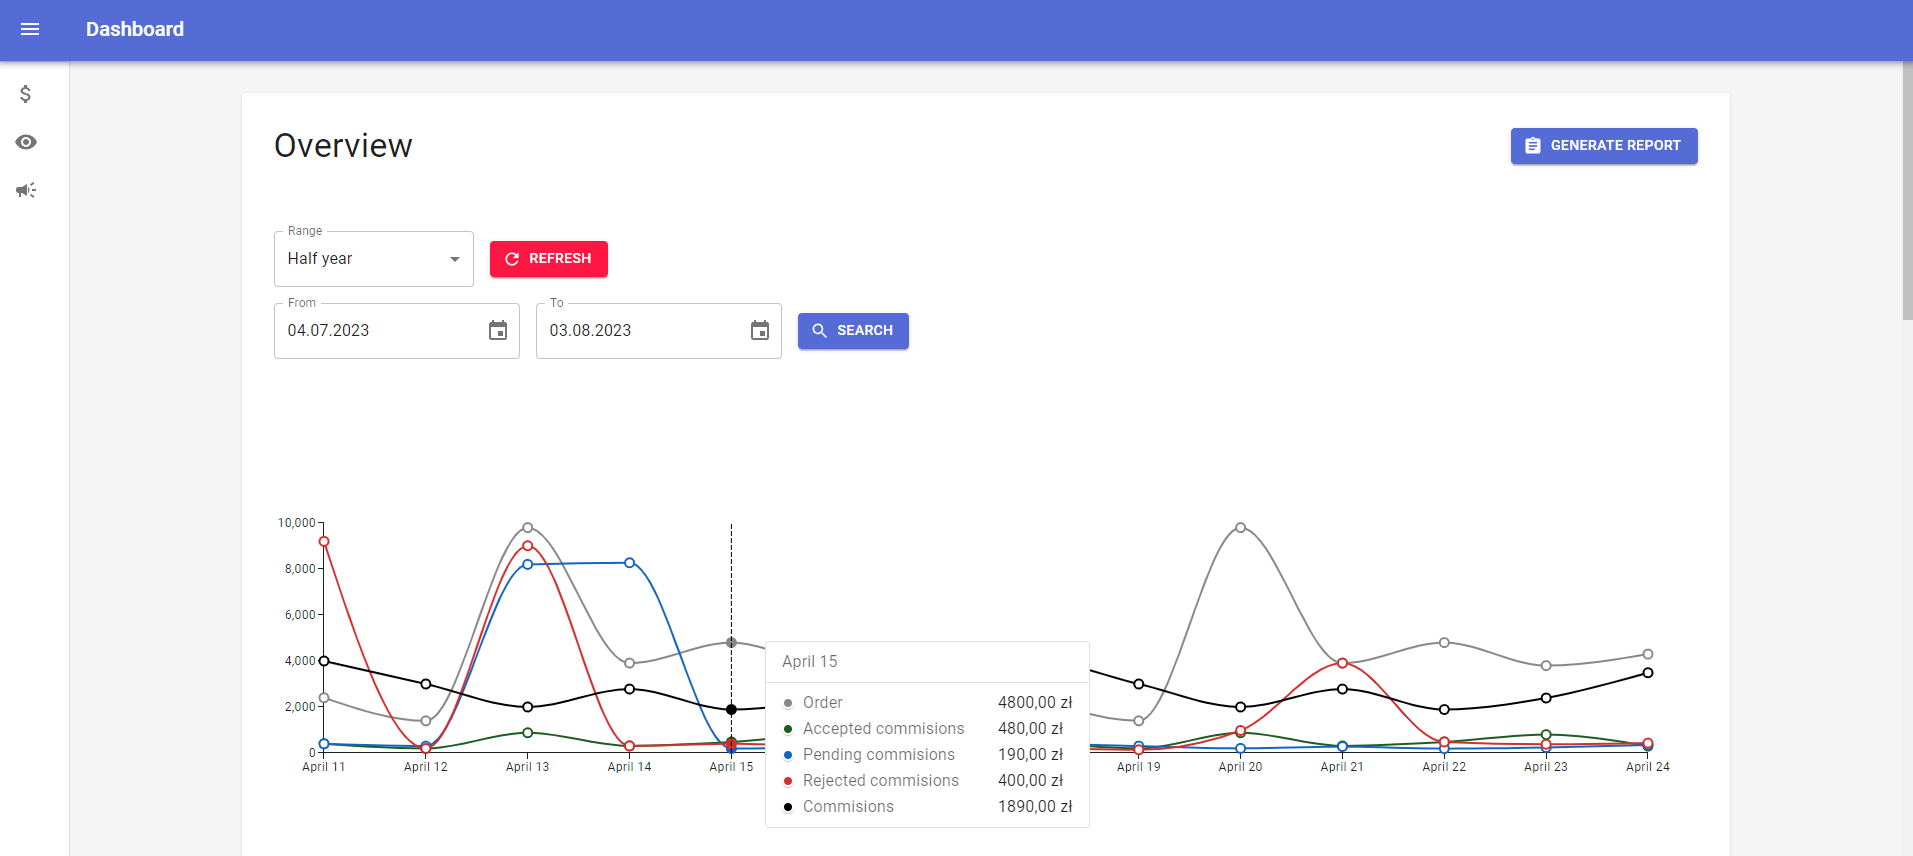 Dashboard
Overview
GENERATE REPORT
Range
Half year
REFRESH
From
04.07.2023
To
03.08.2023
SEARCH
10,000
8,000
6,000
4,000
2,000
0
April 11 April 12 April 13 April 14 April 15 April 19 April 20 April 21 April 22 April 23 April 24
April 15
Order 4800,00 zł
Accepted commisions 480,00 zł
Pending commisions 190,00 zł
Rejected commisions 400,00 zł
Commisions 1890,00 zł